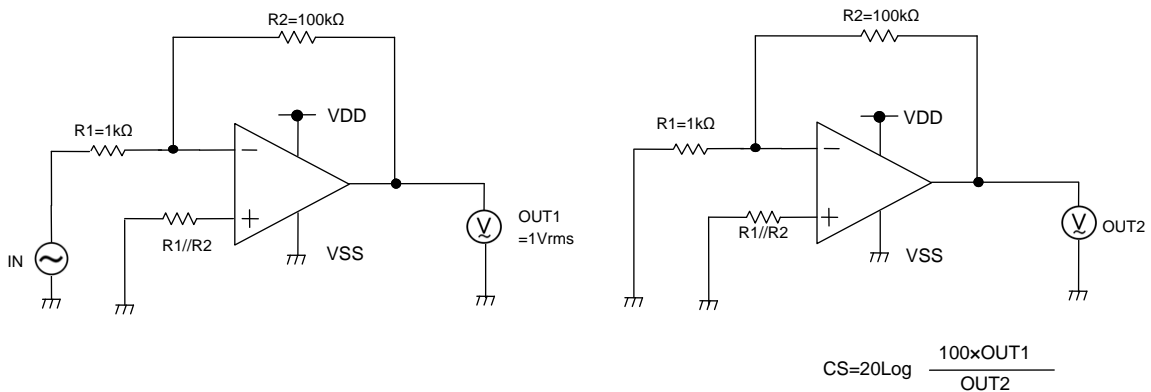 R2=100kΩ
VDD
R1=1kΩ
R1//R2
VSS
IN
OUT1
=1Vrms
R2=100kΩ
VDD
R1=1kΩ
R1//R2
VSS
OUT2
CS=20Log 100×OUT1
OUT2